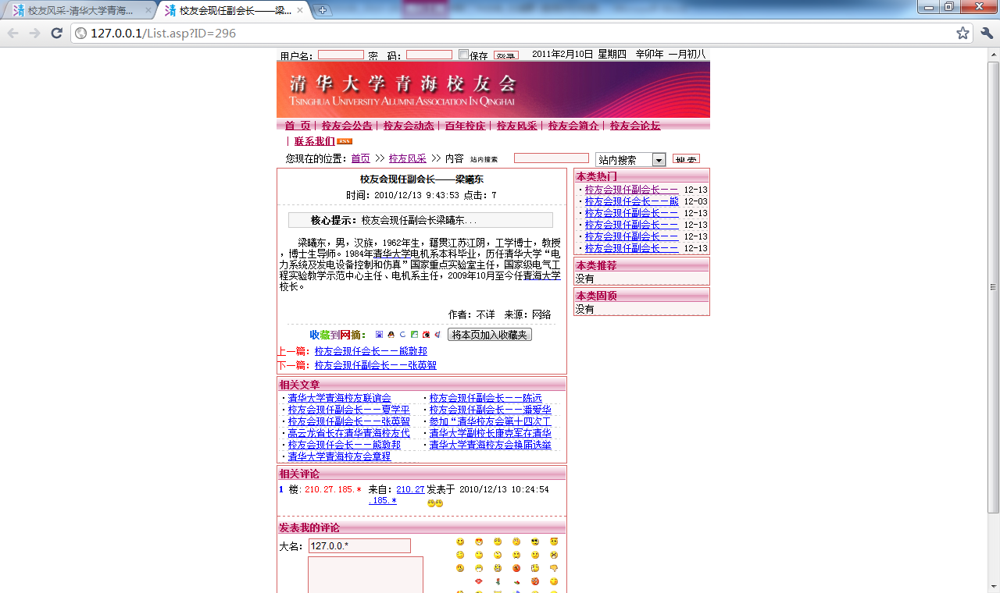 校友风采-清华大学青海...
校友会现任副会长——梁...
127.0.0.1/List.asp?ID=296
用户名: 密 码: 保存 登录 2011年2月10日 星期四 辛卯年 一月初八
清华大学青海校友会
TSINGHUA UNIVERSITY ALUMNI ASSOCIATION IN QINGHAI
首 页 | 校友会公告 | 校友会动态 | 百年校庆 | 校友风采 | 校友会简介 | 校友会论坛
| 联系我们 RSS
您现在的位置: 首页 >> 校友风采 >> 内容 站内搜索 站内搜索 搜索
校友会现任副会长——梁曦东
时间: 2010/12/13 9:43:53 点击: 7
核心提示: 校友会现任副会长梁曦东...
梁曦东，男，汉族，1962年生，籍贯江苏江阴，工学博士，教授
，博士生导师。1984年清华大学电机系本科毕业，历任清华大学“电
力系统及发电设备控制和仿真”国家重点实验室主任，国家级电气工
程实验教学示范中心主任、电机系主任，2009年10月至今任青海大学
校长。
作者: 不详 来源: 网络
收藏到网摘: 将本页加入收藏夹
上一篇: 校友会现任会长——熊敦邦
下一篇: 校友会现任副会长——张英智
相关文章
·清华大学青海校友联谊会 ·校友会现任副会长——陈远
·校友会现任副会长——夏学平 ·校友会现任副会长——潘爱华
·校友会现任副会长——张英智 ·参加“清华校友会第十四次工
·高云龙省长在清华青海校友代 ·清华大学副校长康克军在清华
·校友会现任会长——熊敦邦 ·清华大学青海校友会换届选举
·清华大学青海校友会章程
相关评论
1 楼: 210.27.185.* 来自: 210.27 发表于 2010/12/13 10:24:54
.185.*
发表我的评论
大名: 127.0.0.*
本类热门
·校友会现任副会长—— 12-13
·校友会现任会长——熊 12-03
·校友会现任副会长—— 12-13
·校友会现任副会长—— 12-13
·校友会现任副会长—— 12-13
·校友会现任副会长—— 12-13
本类推荐
没有
本类固顶
没有